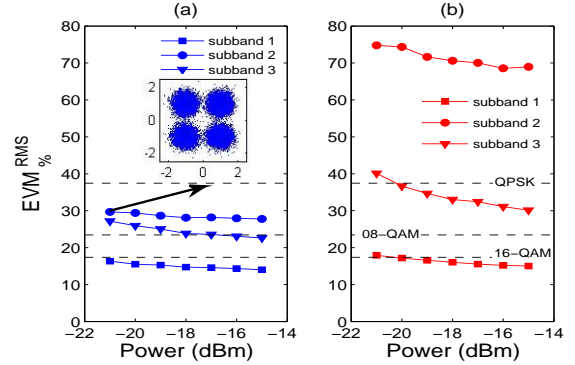 (a)
(b)
EVM RMS %
80
70
60
50
40
30
20
10
0
subband 1
subband 2
subband 3
2
0
−2
−2 0 2
−22 −20 −18 −16 −14
Power (dBm)
80
70
60
50
40
30
20
10
0
subband 1
subband 2
subband 3
QPSK
08−QAM
16−QAM
−22 −20 −18 −16 −14
Power (dBm)